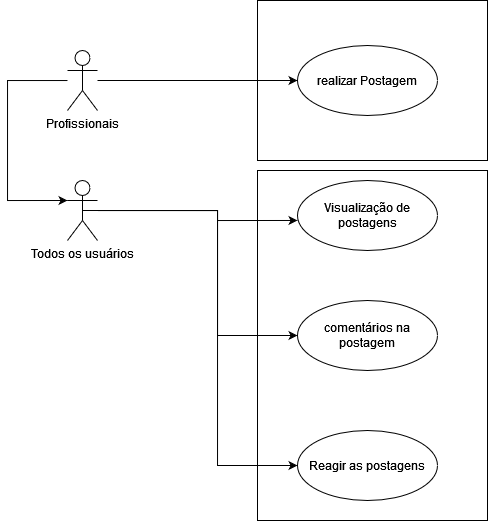 realizar Postagem
Profissionais
Visualização de
postagens
Todos os usuários
comentários na
postagem
Reagir as postagens